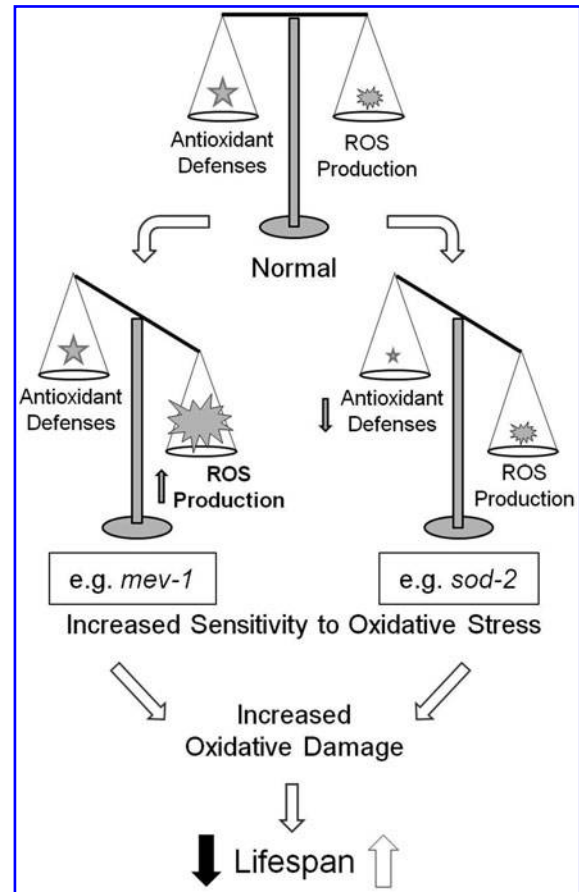 Antioxidant
Defenses
ROS
Production
Normal
Antioxidant
Defenses
ROS
Production
e.g. mev-1
Antioxidant
Defenses
ROS
Production
e.g. sod-2
Increased Sensitivity to Oxidative Stress
Increased
Oxidative Damage
Lifespan